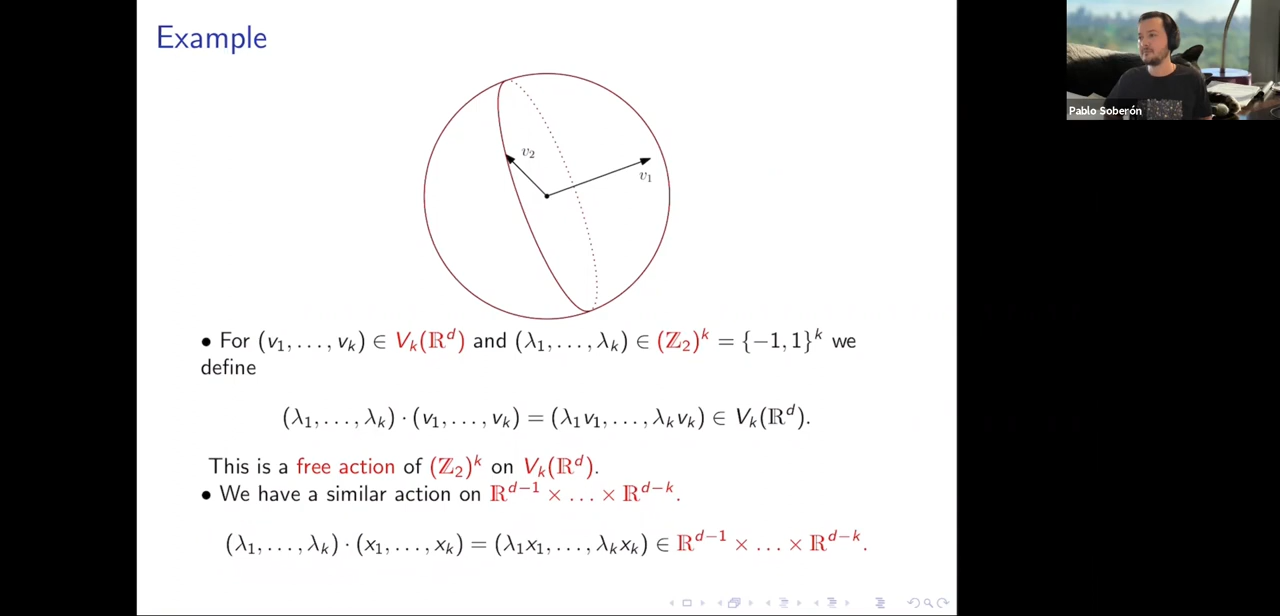 Example
v₂
v₁
• For (v₁, . . . , vₖ) ∈ Vₖ(ℝᵈ) and (λ₁, . . . , λₖ) ∈ (ℤ₂)ᵏ = {−1, 1}ᵏ we
define
(λ₁, . . . , λₖ) · (v₁, . . . , vₖ) = (λ₁v₁, . . . , λₖvₖ) ∈ Vₖ(ℝᵈ).
This is a free action of (ℤ₂)ᵏ on Vₖ(ℝᵈ).
• We have a similar action on ℝᵈ⁻¹ × . . . × ℝᵈ⁻ᵏ.
(λ₁, . . . , λₖ) · (x₁, . . . , xₖ) = (λ₁x₁, . . . , λₖxₖ) ∈ ℝᵈ⁻¹ × . . . × ℝᵈ⁻ᵏ.
Pablo Soberón